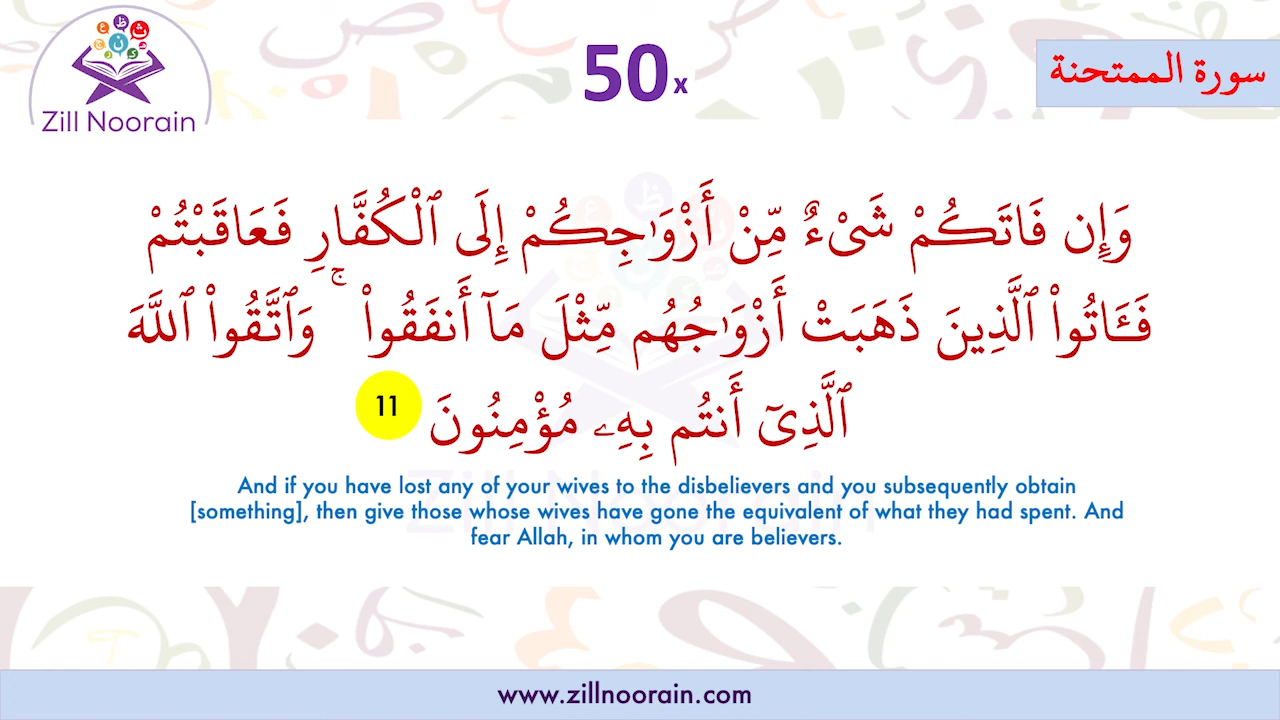 Zill Noorain
50x
سورة الممتحنة
وَإِن فَاتَكُمْ شَىْءٌ مِّنْ أَزْوَٰجِكُمْ إِلَى ٱلْكُفَّارِ فَعَاقَبْتُمْ
فَـَٔاتُوا۟ ٱلَّذِينَ ذَهَبَتْ أَزْوَٰجُهُم مِّثْلَ مَآ أَنفَقُوا۟ ۚ وَٱتَّقُوا۟ ٱللَّهَ
ٱلَّذِىٓ أَنتُم بِهِۦ مُؤْمِنُونَ 11
And if you have lost any of your wives to the disbelievers and you subsequently obtain
[something], then give those whose wives have gone the equivalent of what they had spent. And
fear Allah, in whom you are believers.
www.zillnoorain.com